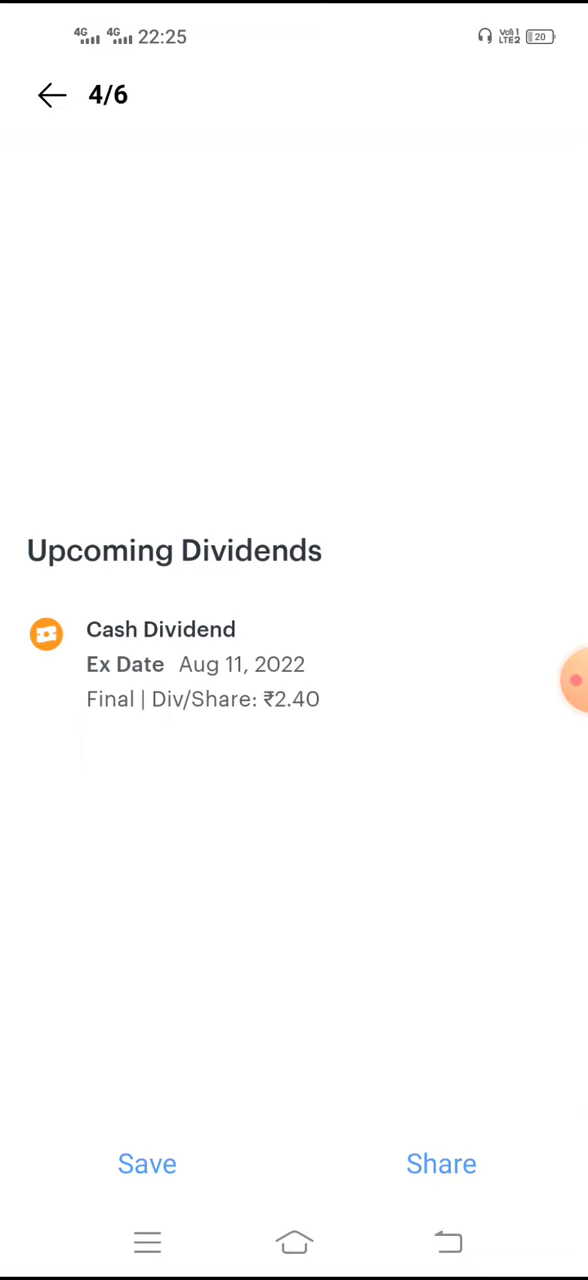 4G 4G 22:25 Vo) 1 LTE2 20
4/6
Upcoming Dividends
Cash Dividend
Ex Date Aug 11, 2022
Final | Div/Share: ₹2.40
Save Share